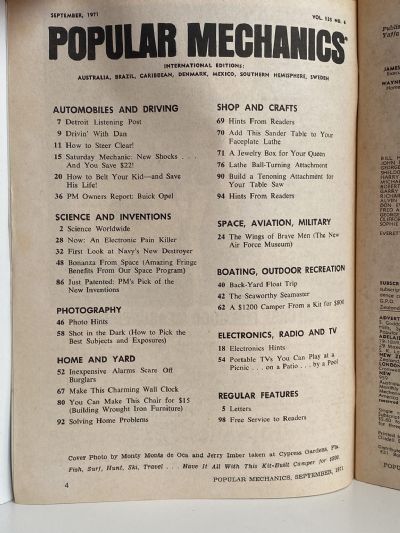 SEPTEMBER, 1971
VOL. 135 NO. 4
POPULAR MECHANICS
INTERNATIONAL EDITIONS:
AUSTRALIA, BRAZIL, CARIBBEAN, DENMARK, MEXICO, SOUTHERN HEMISPHERE, SWEDEN
AUTOMOBILES AND DRIVING
7 Detroit Listening Post
9 Drivin' With Dan
11 How to Steer Clear!
15 Saturday Mechanic: New Shocks . . .
And You Save $22!
20 How to Belt Your Kid—and Save
His Life!
36 PM Owners Report: Buick Opel
SCIENCE AND INVENTIONS
2 Science Worldwide
28 Now: An Electronic Pain Killer
32 First Look at Navy's New Destroyer
48 Bonanza From Space (Amazing Fringe
Benefits From Our Space Program)
86 Just Patented: PM's Pick of the
New Inventions
PHOTOGRAPHY
46 Photo Hints
58 Shot in the Dark (How to Pick the
Best Subjects and Exposures)
HOME AND YARD
52 Inexpensive Alarms Scare Off
Burglars
67 Make This Charming Wall Clock
80 You Can Make This Chair for $15
(Building Wrought Iron Furniture)
92 Solving Home Problems
SHOP AND CRAFTS
69 Hints From Readers
70 Add This Sander Table to Your
Faceplate Lathe
71 A Jewelry Box for Your Queen
76 Lathe Ball-Turning Attachment
90 Build a Tenoning Attachment for
Your Table Saw
94 Hints From Readers
SPACE, AVIATION, MILITARY
24 The Wings of Brave Men (The New
Air Force Museum)
BOATING, OUTDOOR RECREATION
40 Back-Yard Float Trip
42 The Seaworthy Seamaster
62 A $1200 Camper From a Kit for $800
ELECTRONICS, RADIO AND TV
18 Electronics Hints
54 Portable TVs You Can Play at a
Picnic . . . on a Patio . . . by a Pool
REGULAR FEATURES
5 Letters
98 Free Service to Readers
Cover Photo by Monty Monta de Oca and Jerry Imber taken at Cypress Gardens, Fla.
Fish, Surf, Hunt, Ski, Travel . . . Have It All With This Kit-Built Camper for $800.
4
POPULAR MECHANICS, SEPTEMBER, 1971